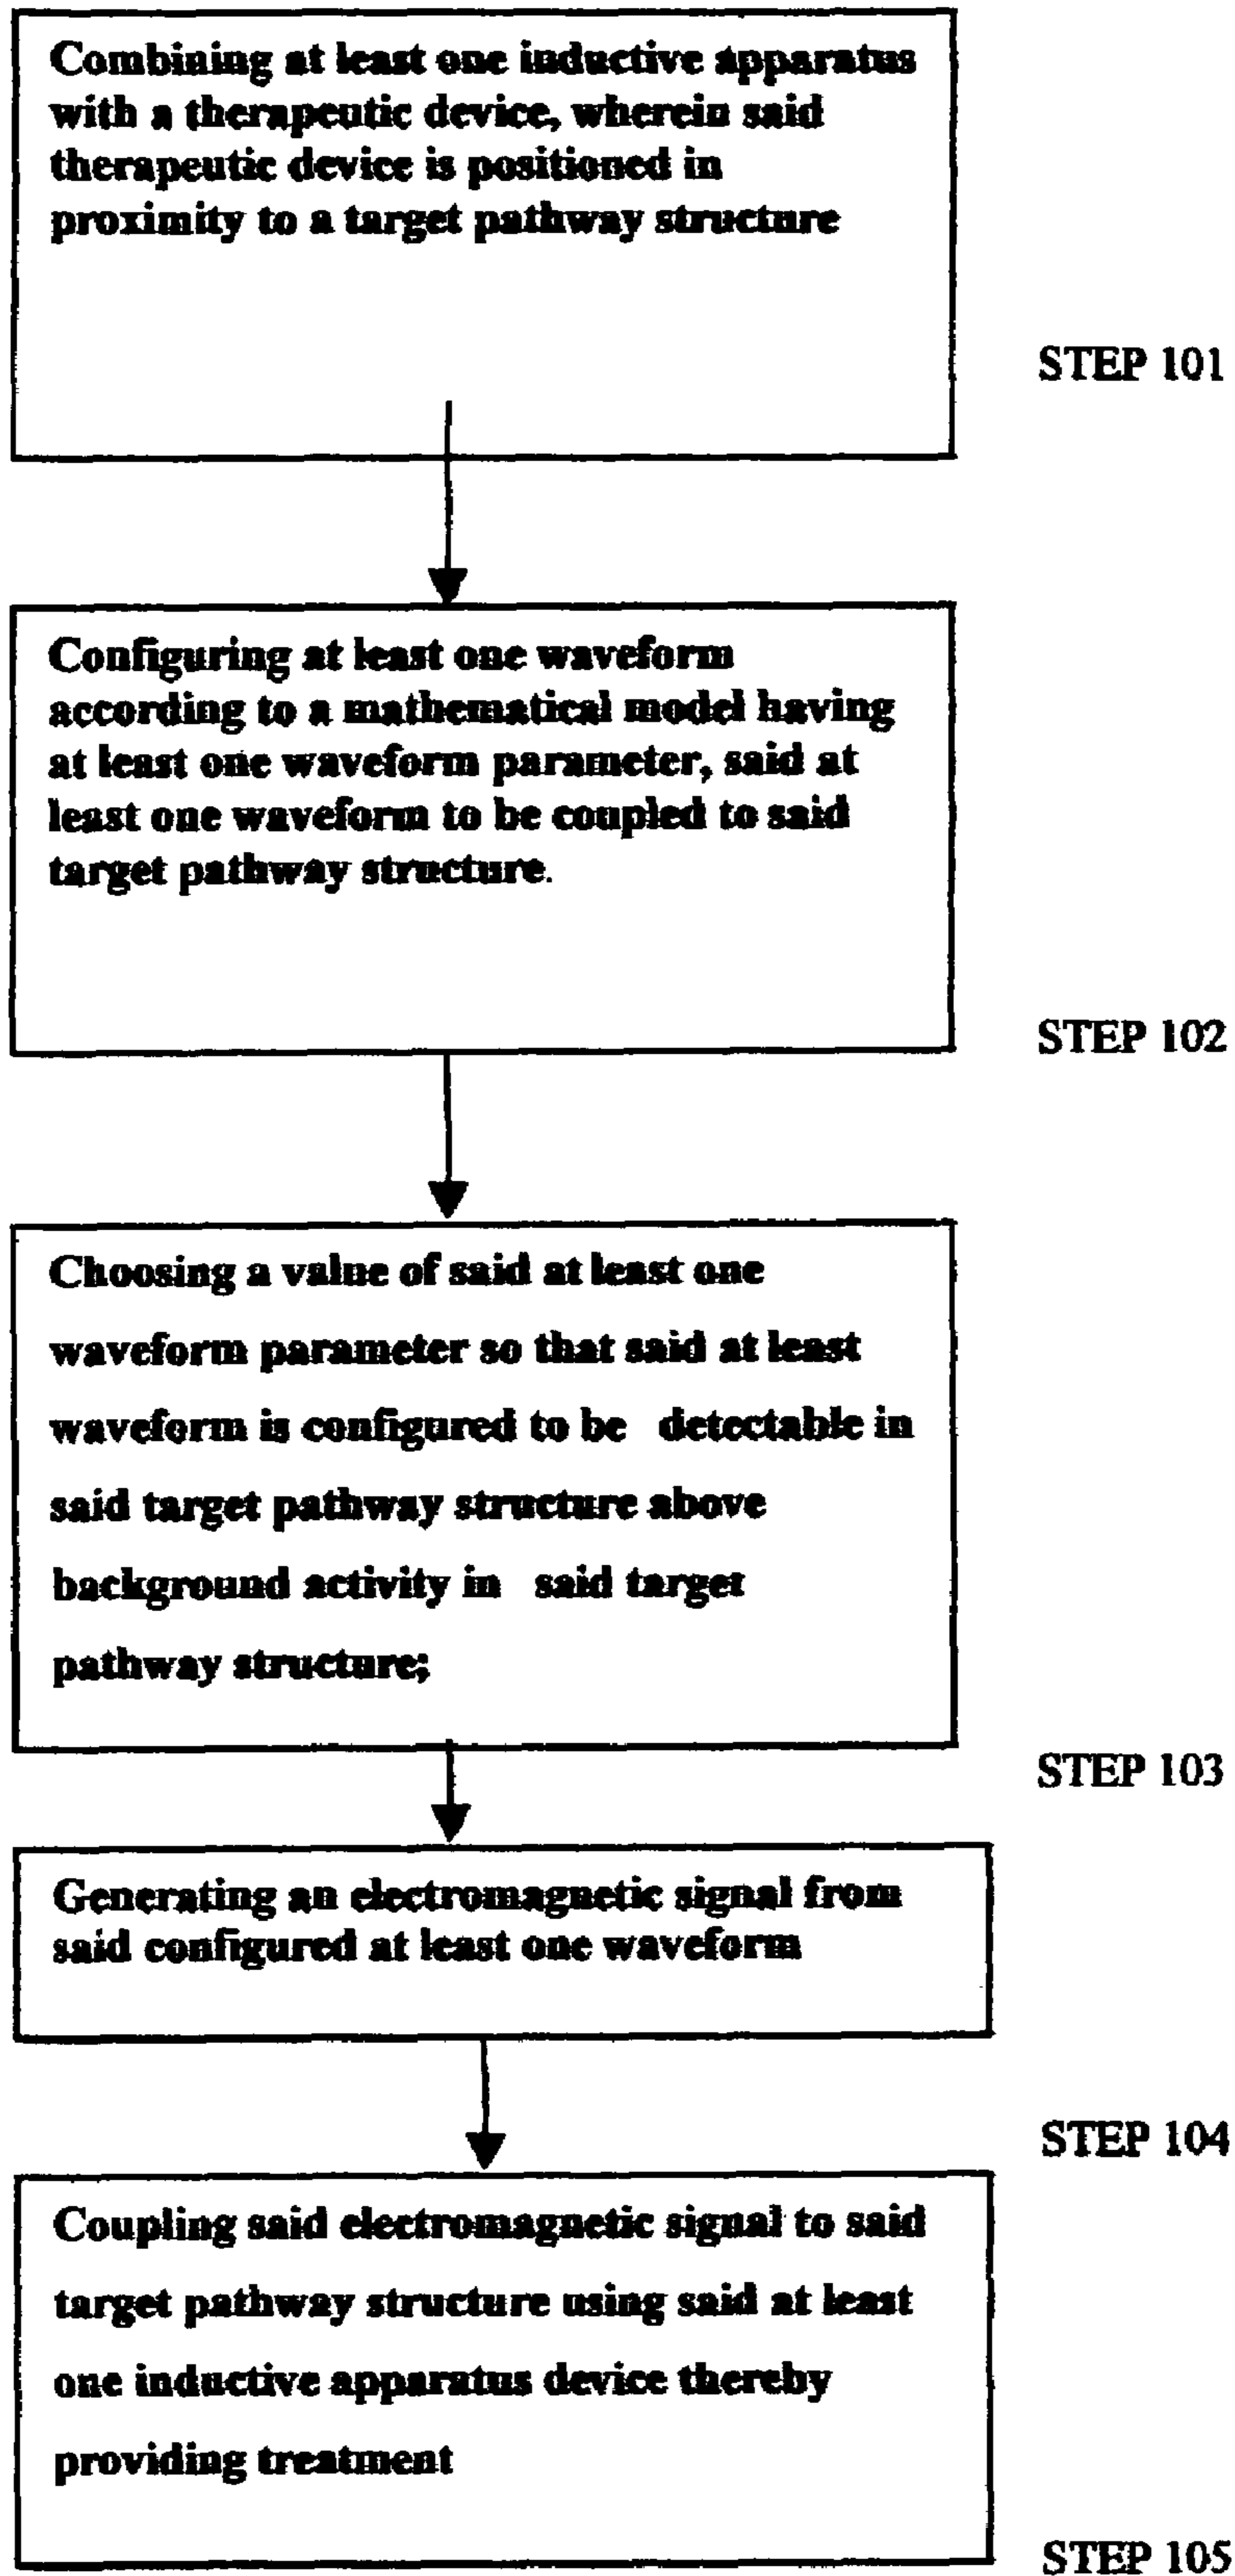 Combining at least one inductive apparatus
with a therapeutic device, wherein said
therapeutic device is positioned in
proximity to a target pathway structure
STEP 101
Configuring at least one waveform
according to a mathematical model having
at least one waveform parameter, said at
least one waveform to be coupled to said
target pathway structure.
STEP 102
Choosing a value of said at least one
waveform parameter so that said at least
waveform is configured to be detectable in
said target pathway structure above
background activity in said target
pathway structure;
STEP 103
Generating an electromagnetic signal from
said configured at least one waveform
STEP 104
Coupling said electromagnetic signal to said
target pathway structure using said at least
one inductive apparatus device thereby
providing treatment
STEP 105